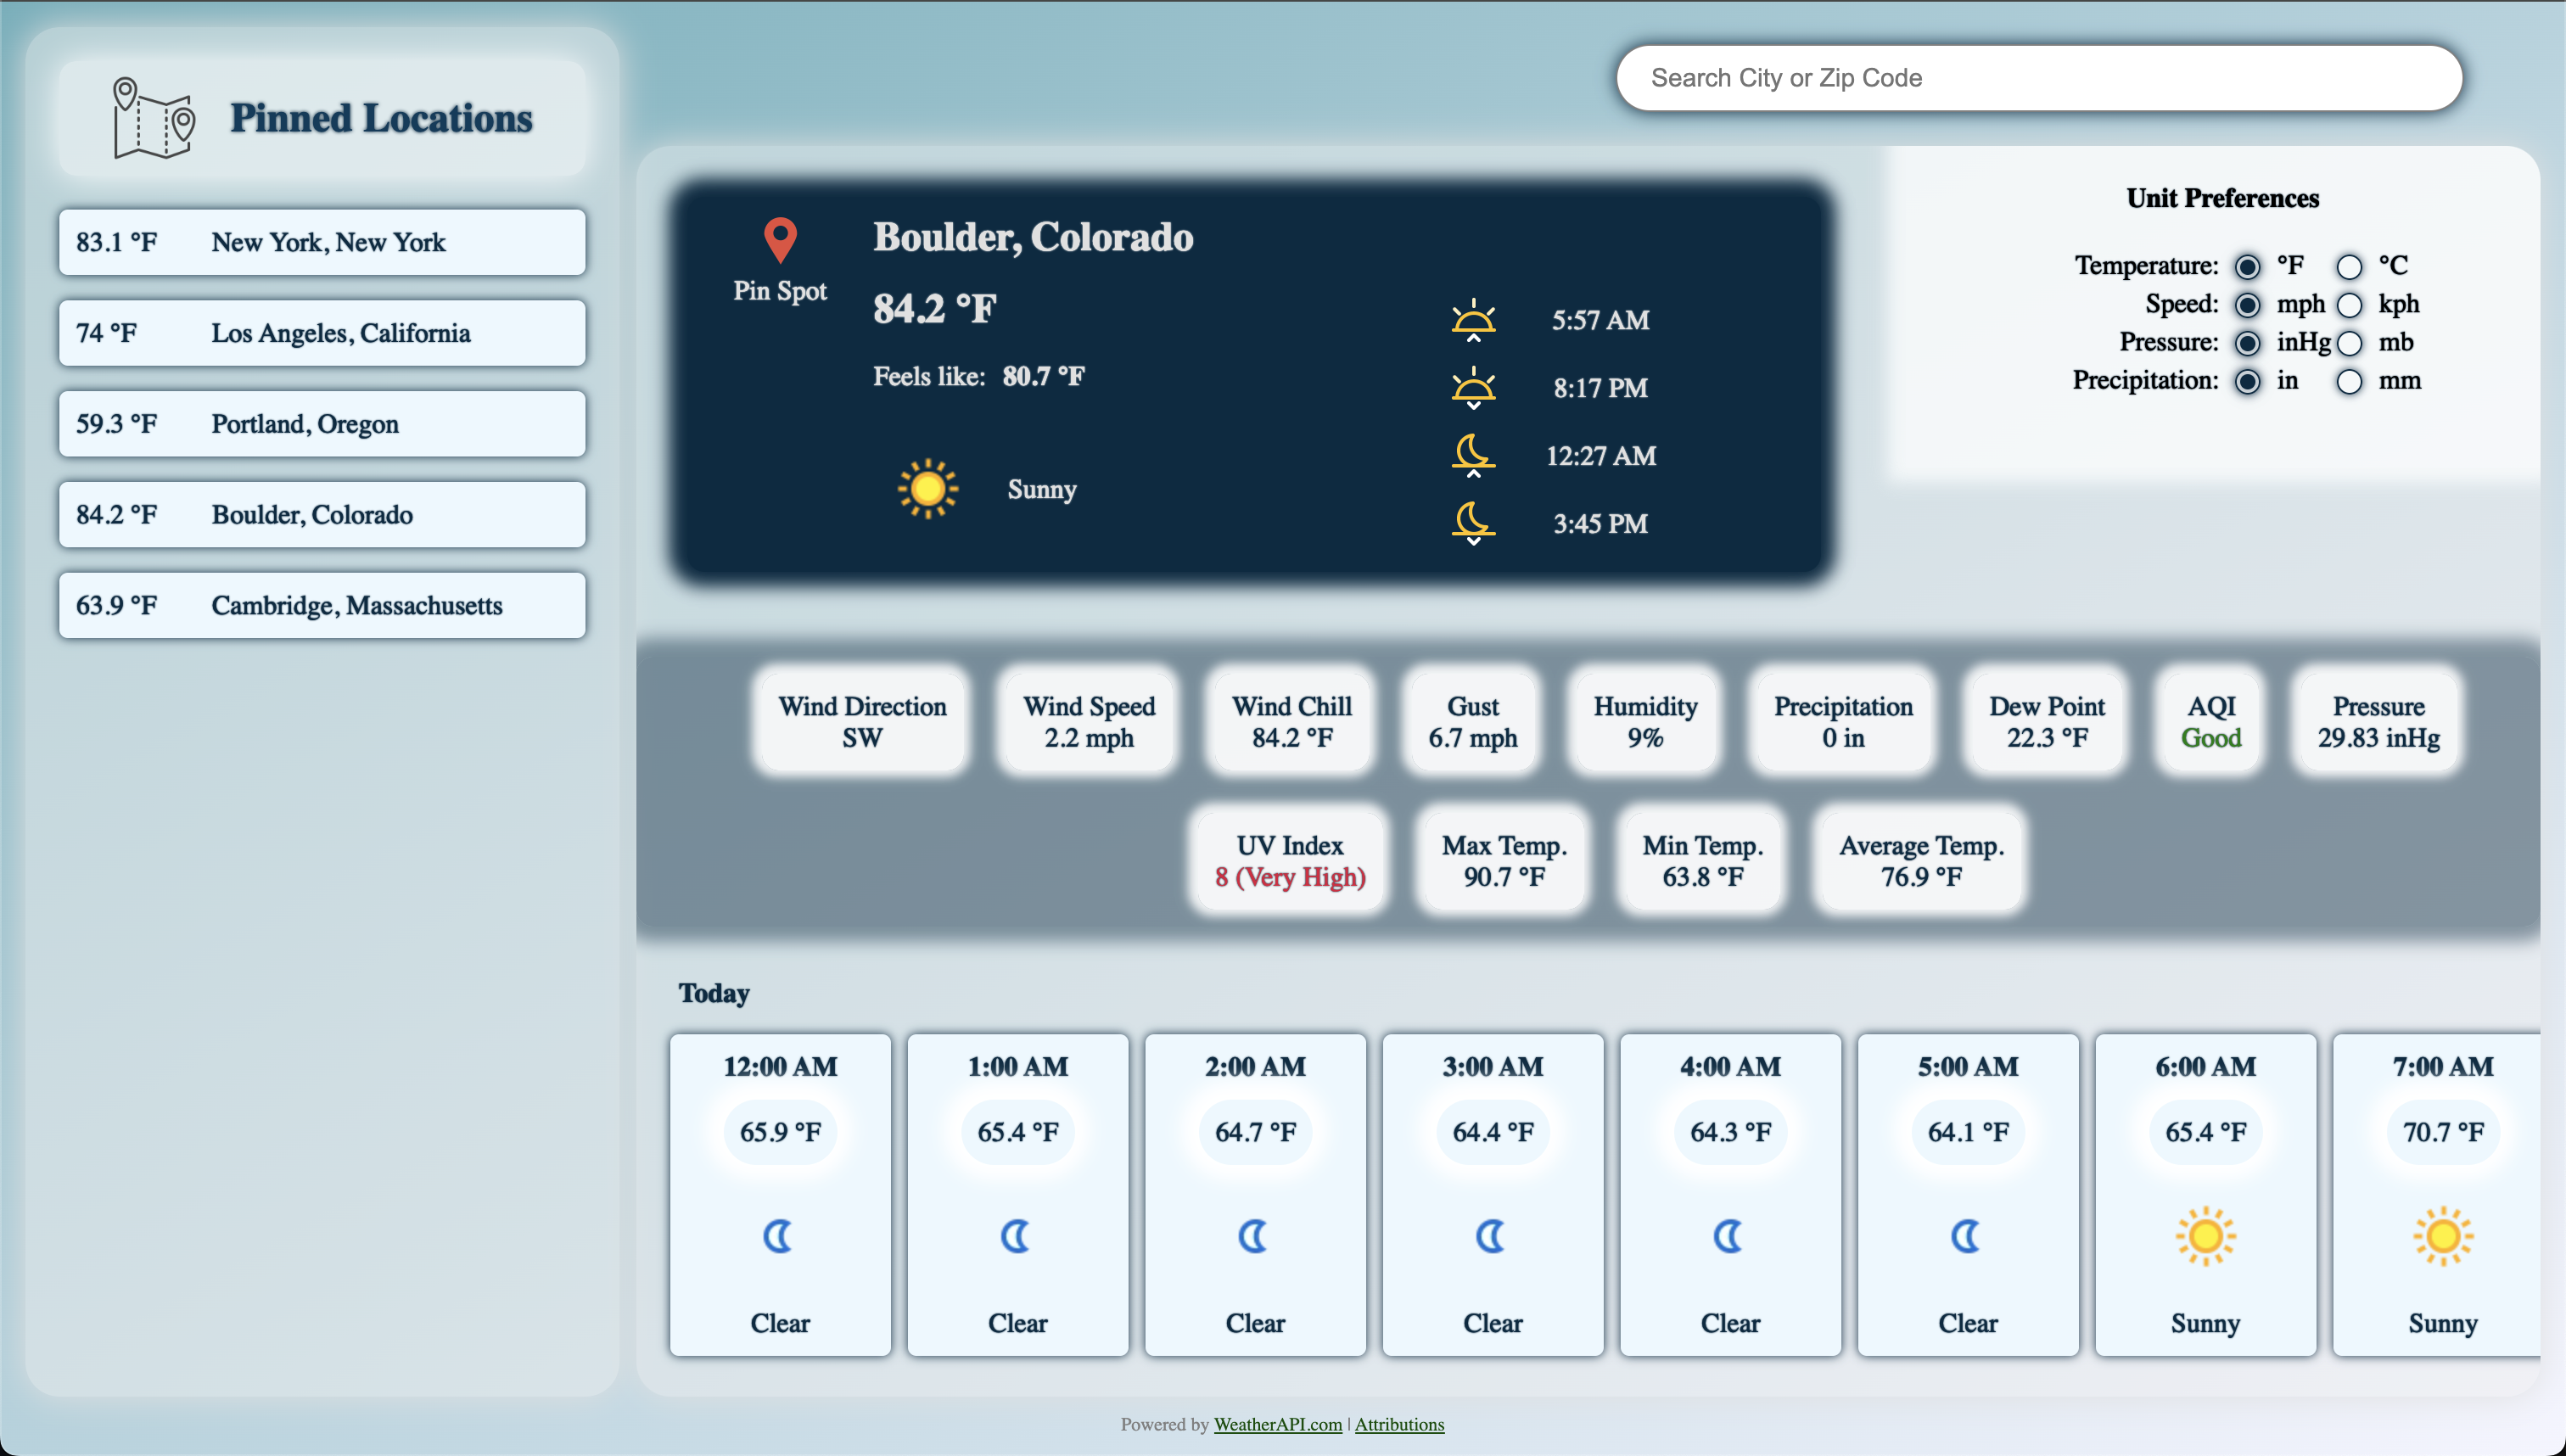 Search City or Zip Code
Pinned Locations
83.1 °F New York, New York
74 °F Los Angeles, California
59.3 °F Portland, Oregon
84.2 °F Boulder, Colorado
63.9 °F Cambridge, Massachusetts
Pin Spot
Boulder, Colorado
84.2 °F
Feels like: 80.7 °F
Sunny
5:57 AM
8:17 PM
12:27 AM
3:45 PM
Unit Preferences
Temperature: °F °C
Speed: mph kph
Pressure: inHg mb
Precipitation: in mm
Wind Direction
SW
Wind Speed
2.2 mph
Wind Chill
84.2 °F
Gust
6.7 mph
Humidity
9%
Precipitation
0 in
Dew Point
22.3 °F
AQI
Good
Pressure
29.83 inHg
UV Index
8 (Very High)
Max Temp.
90.7 °F
Min Temp.
63.8 °F
Average Temp.
76.9 °F
Today
12:00 AM
65.9 °F
Clear
1:00 AM
65.4 °F
Clear
2:00 AM
64.7 °F
Clear
3:00 AM
64.4 °F
Clear
4:00 AM
64.3 °F
Clear
5:00 AM
64.1 °F
Clear
6:00 AM
65.4 °F
Sunny
7:00 AM
70.7 °F
Sunny
Powered by WeatherAPI.com | Attributions